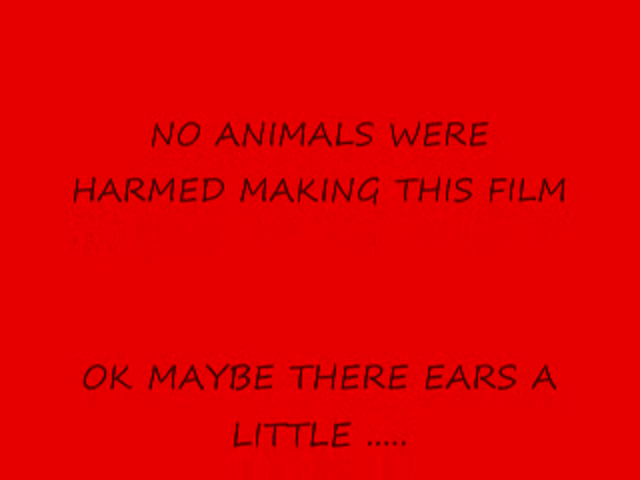 NO ANIMALS WERE
HARMED MAKING THIS FILM
OK MAYBE THERE EARS A
LITTLE .....